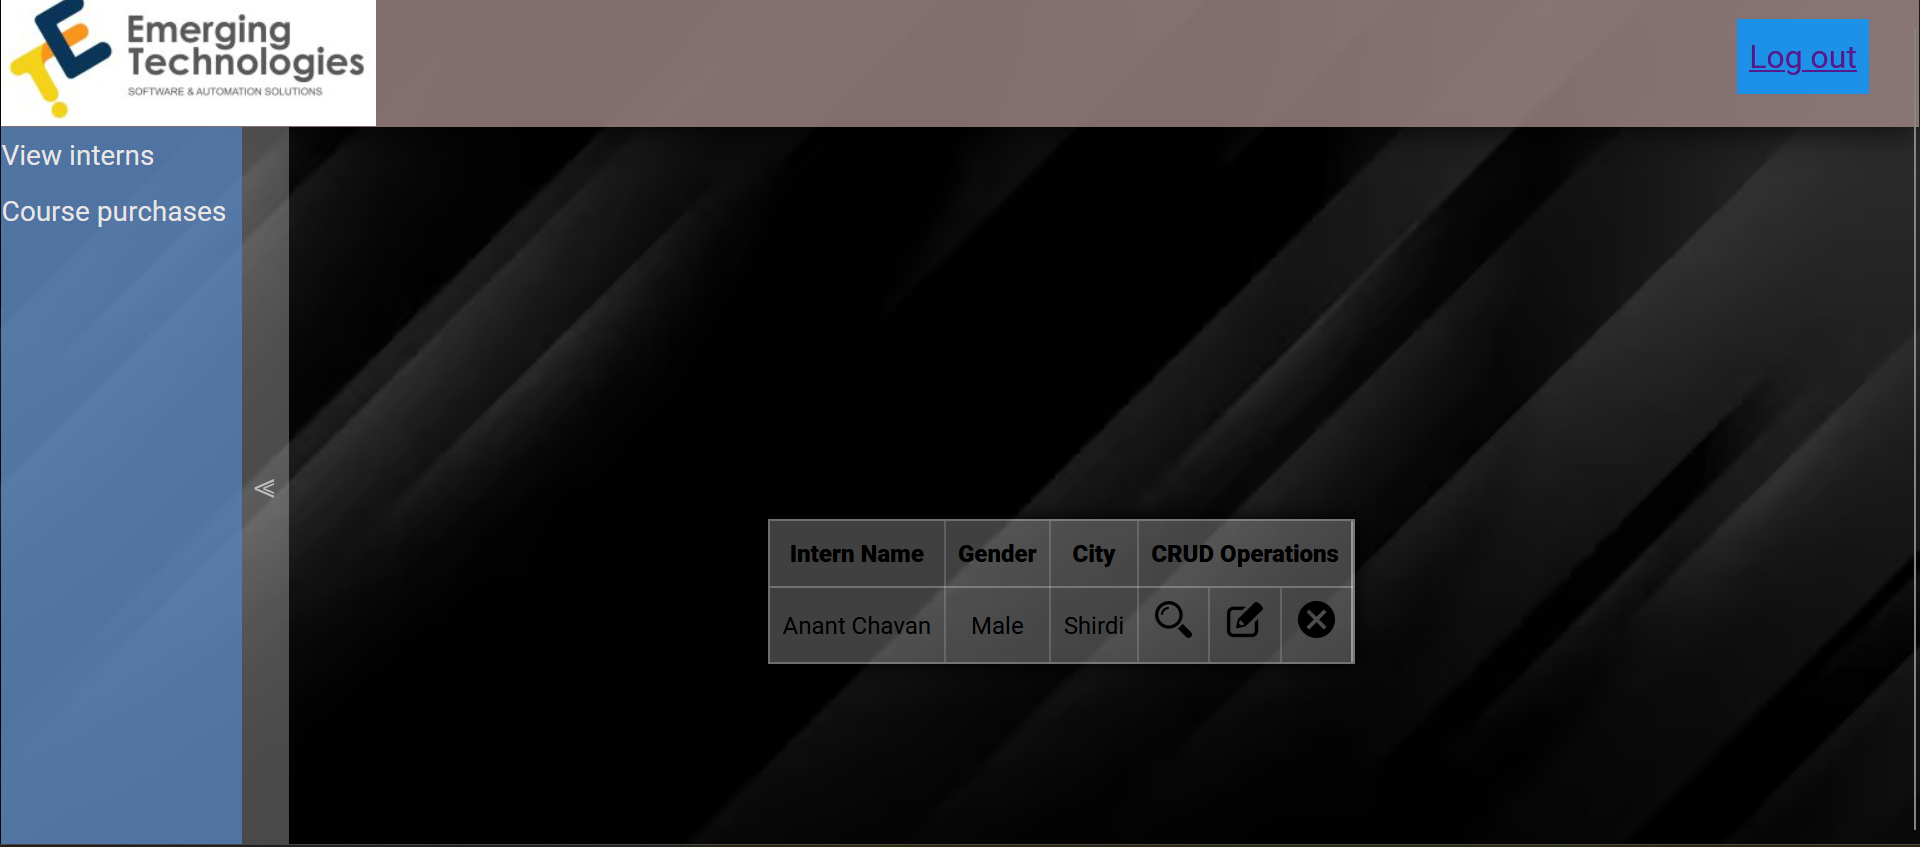 Emerging
Technologies
SOFTWARE & AUTOMATION SOLUTIONS
Log out
View interns
Course purchases
Intern Name Gender City CRUD Operations
Anant Chavan Male Shirdi